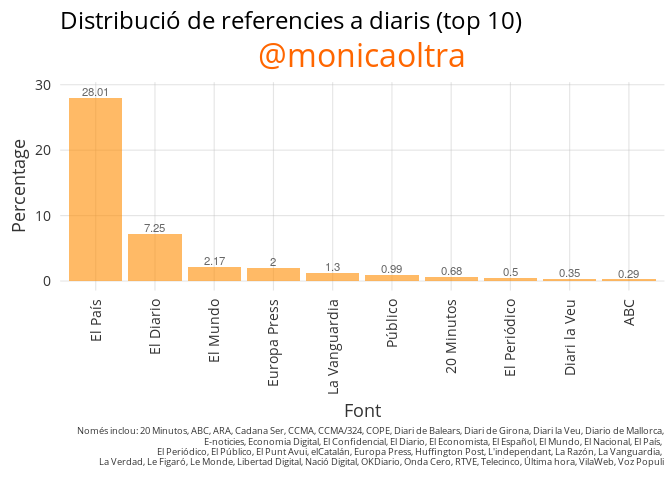 Distribució de referencies a diaris (top 10)
@monicaoltra
Percentage
30
20
10
0
28.01
7.25
2.17
2
1.3
0.99
0.68
0.5
0.35
0.29
El País
El Diario
El Mundo
Europa Press
La Vanguardia
Público
20 Minutos
El Periódico
Diari la Veu
ABC
Font
Només inclou: 20 Minutos, ABC, ARA, Cadana Ser, CCMA, CCMA/324, COPE, Diari de Balears, Diari de Girona, Diari la Veu, Diario de Mallorca,
E-noticies, Economia Digital, El Confidencial, El Diario, El Economista, El Español, El Mundo, El Nacional, El País,
El Periódico, El Público, El Punt Avui, elCatalán, Europa Press, Huffington Post, L'independant, La Razón, La Vanguardia,
La Verdad, Le Figaró, Le Monde, Libertad Digital, Nació Digital, OKDiario, Onda Cero, RTVE, Telecinco, Última hora, VilaWeb, Voz Populi